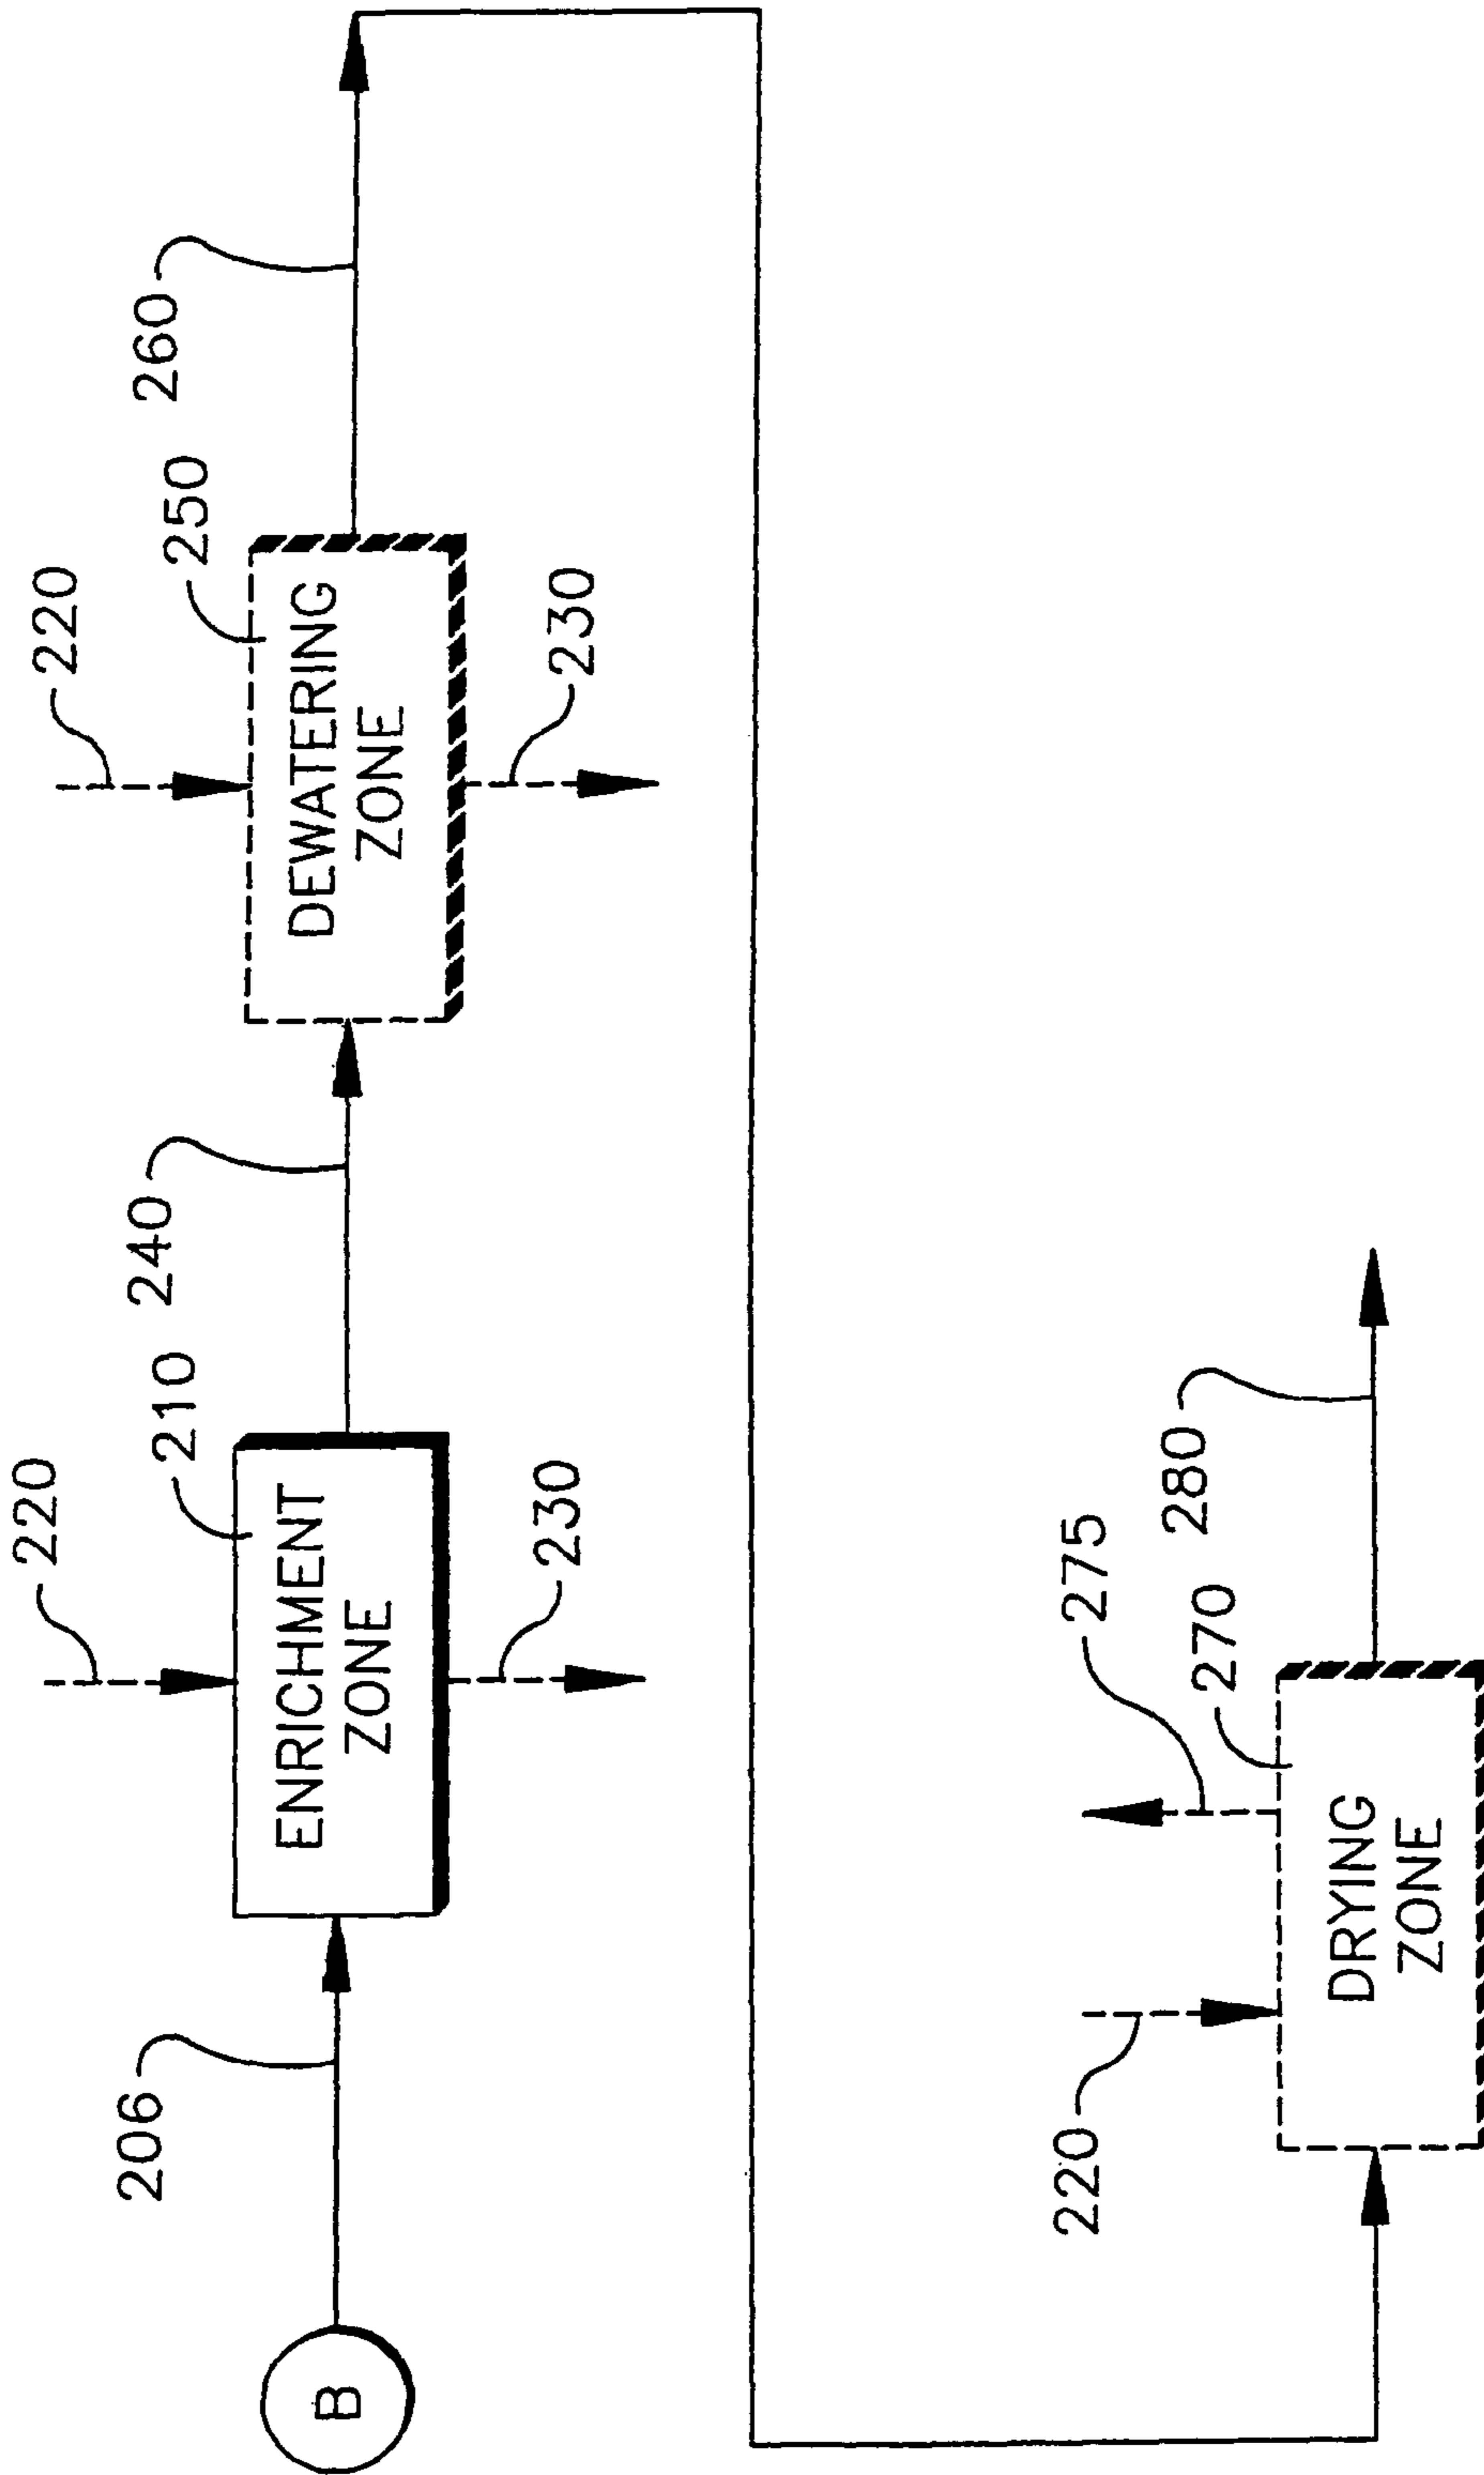 220
220
206
210
240
250
260
B
ENRICHMENT
ZONE
DEWATERING
ZONE
230
230
220
275
270
280
DRYING
ZONE